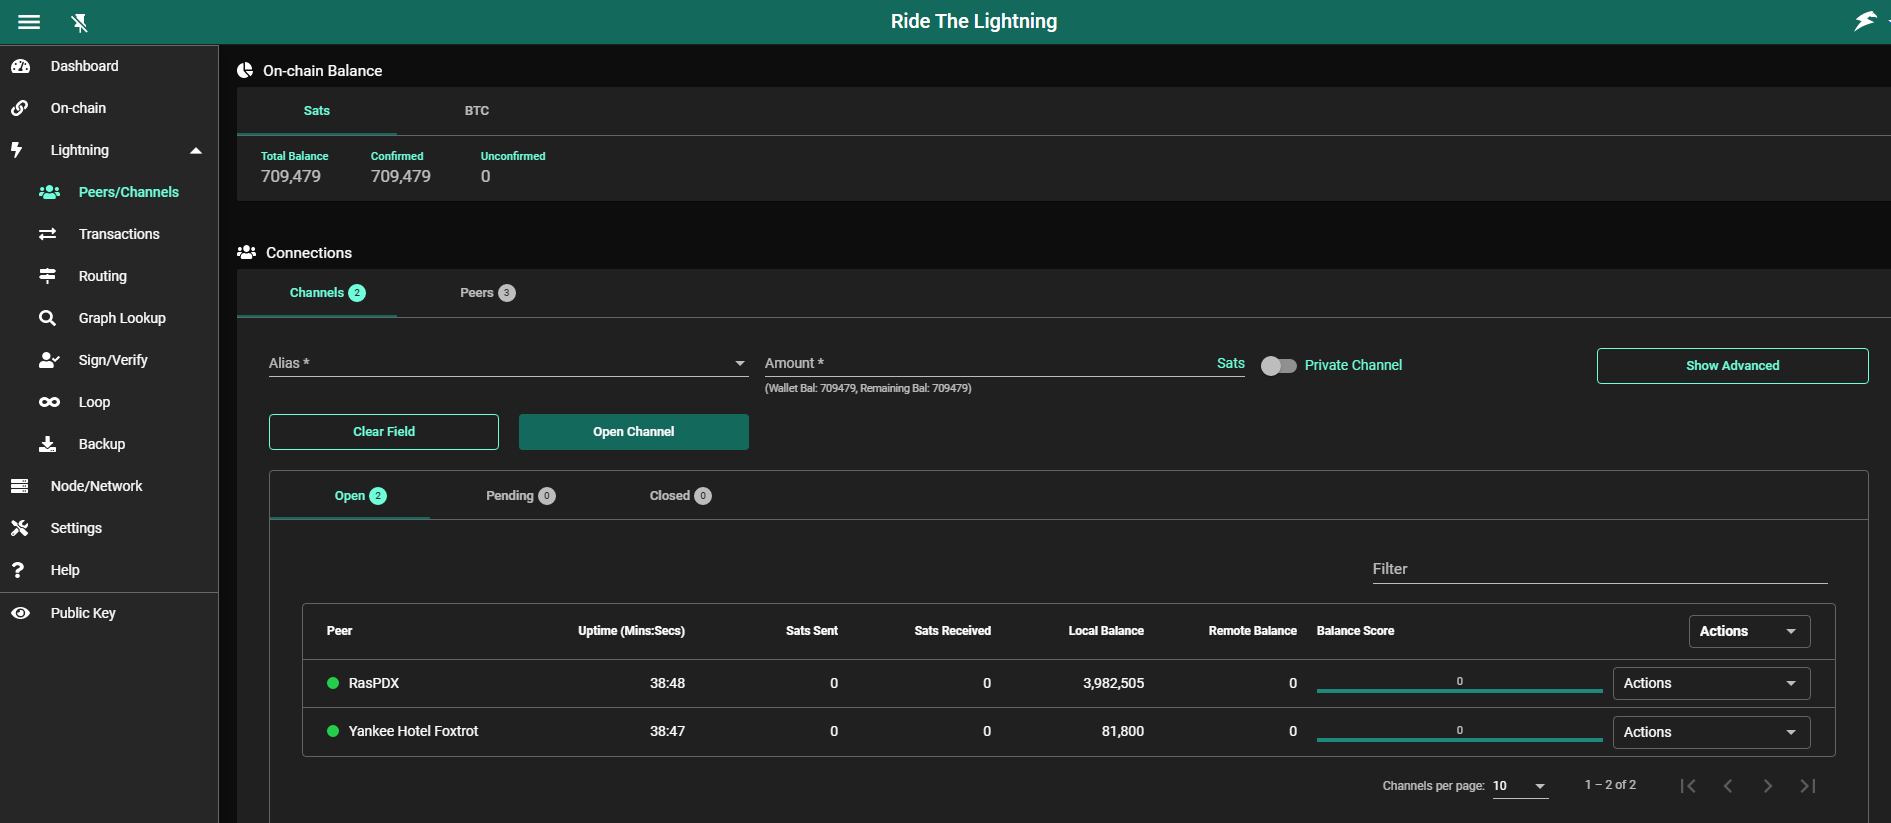 Ride The Lightning
Dashboard
On-chain
Lightning
Peers/Channels
Transactions
Routing
Graph Lookup
Sign/Verify
Loop
Backup
Node/Network
Settings
Help
Public Key
On-chain Balance
Sats BTC
Total Balance Confirmed Unconfirmed
709,479 709,479 0
Connections
Channels 2 Peers 3
Alias * Amount * Sats Private Channel Show Advanced
(Wallet Bal: 709479, Remaining Bal: 709479)
Clear Field Open Channel
Open 2 Pending 0 Closed 0
Filter
Peer Uptime (Mins:Secs) Sats Sent Sats Received Local Balance Remote Balance Balance Score Actions
RasPDX 38:48 0 0 3,982,505 0 0 Actions
Yankee Hotel Foxtrot 38:47 0 0 81,800 0 0 Actions
Channels per page: 10 1 – 2 of 2